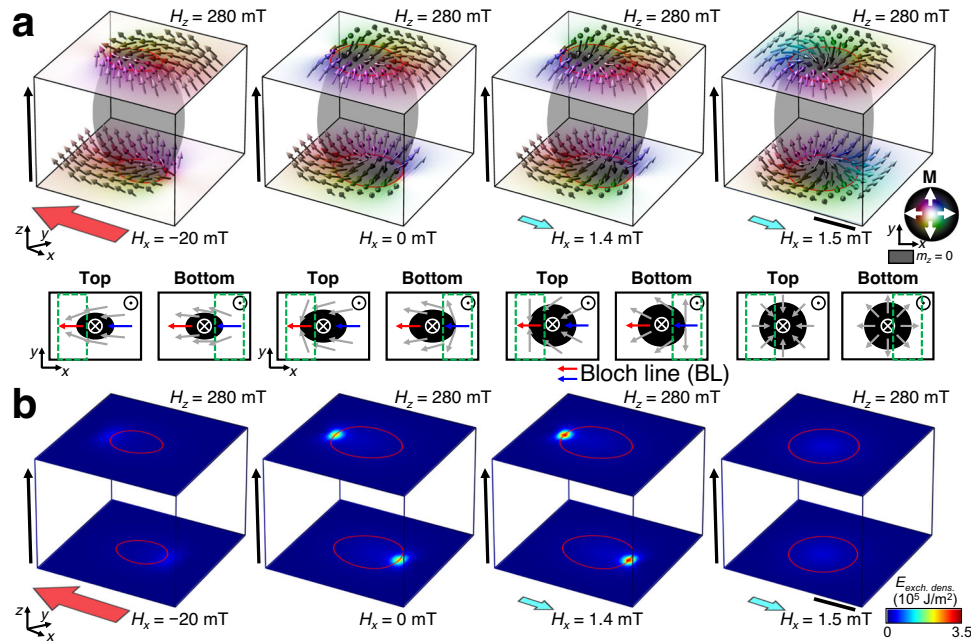 a
H_z = 280 mT
H_z = 280 mT
H_z = 280 mT
H_z = 280 mT
M
y
x
m_z = 0
z
y
x
H_x = −20 mT
H_x = 0 mT
H_x = 1.4 mT
H_x = 1.5 mT
Top
Bottom
Top
Bottom
Top
Bottom
Top
Bottom
y
x
y
x
Bloch line (BL)
b
H_z = 280 mT
H_z = 280 mT
H_z = 280 mT
H_z = 280 mT
z
y
x
H_x = −20 mT
H_x = 0 mT
H_x = 1.4 mT
H_x = 1.5 mT
E_exch. dens.
(10⁵ J/m²)
0 3.5